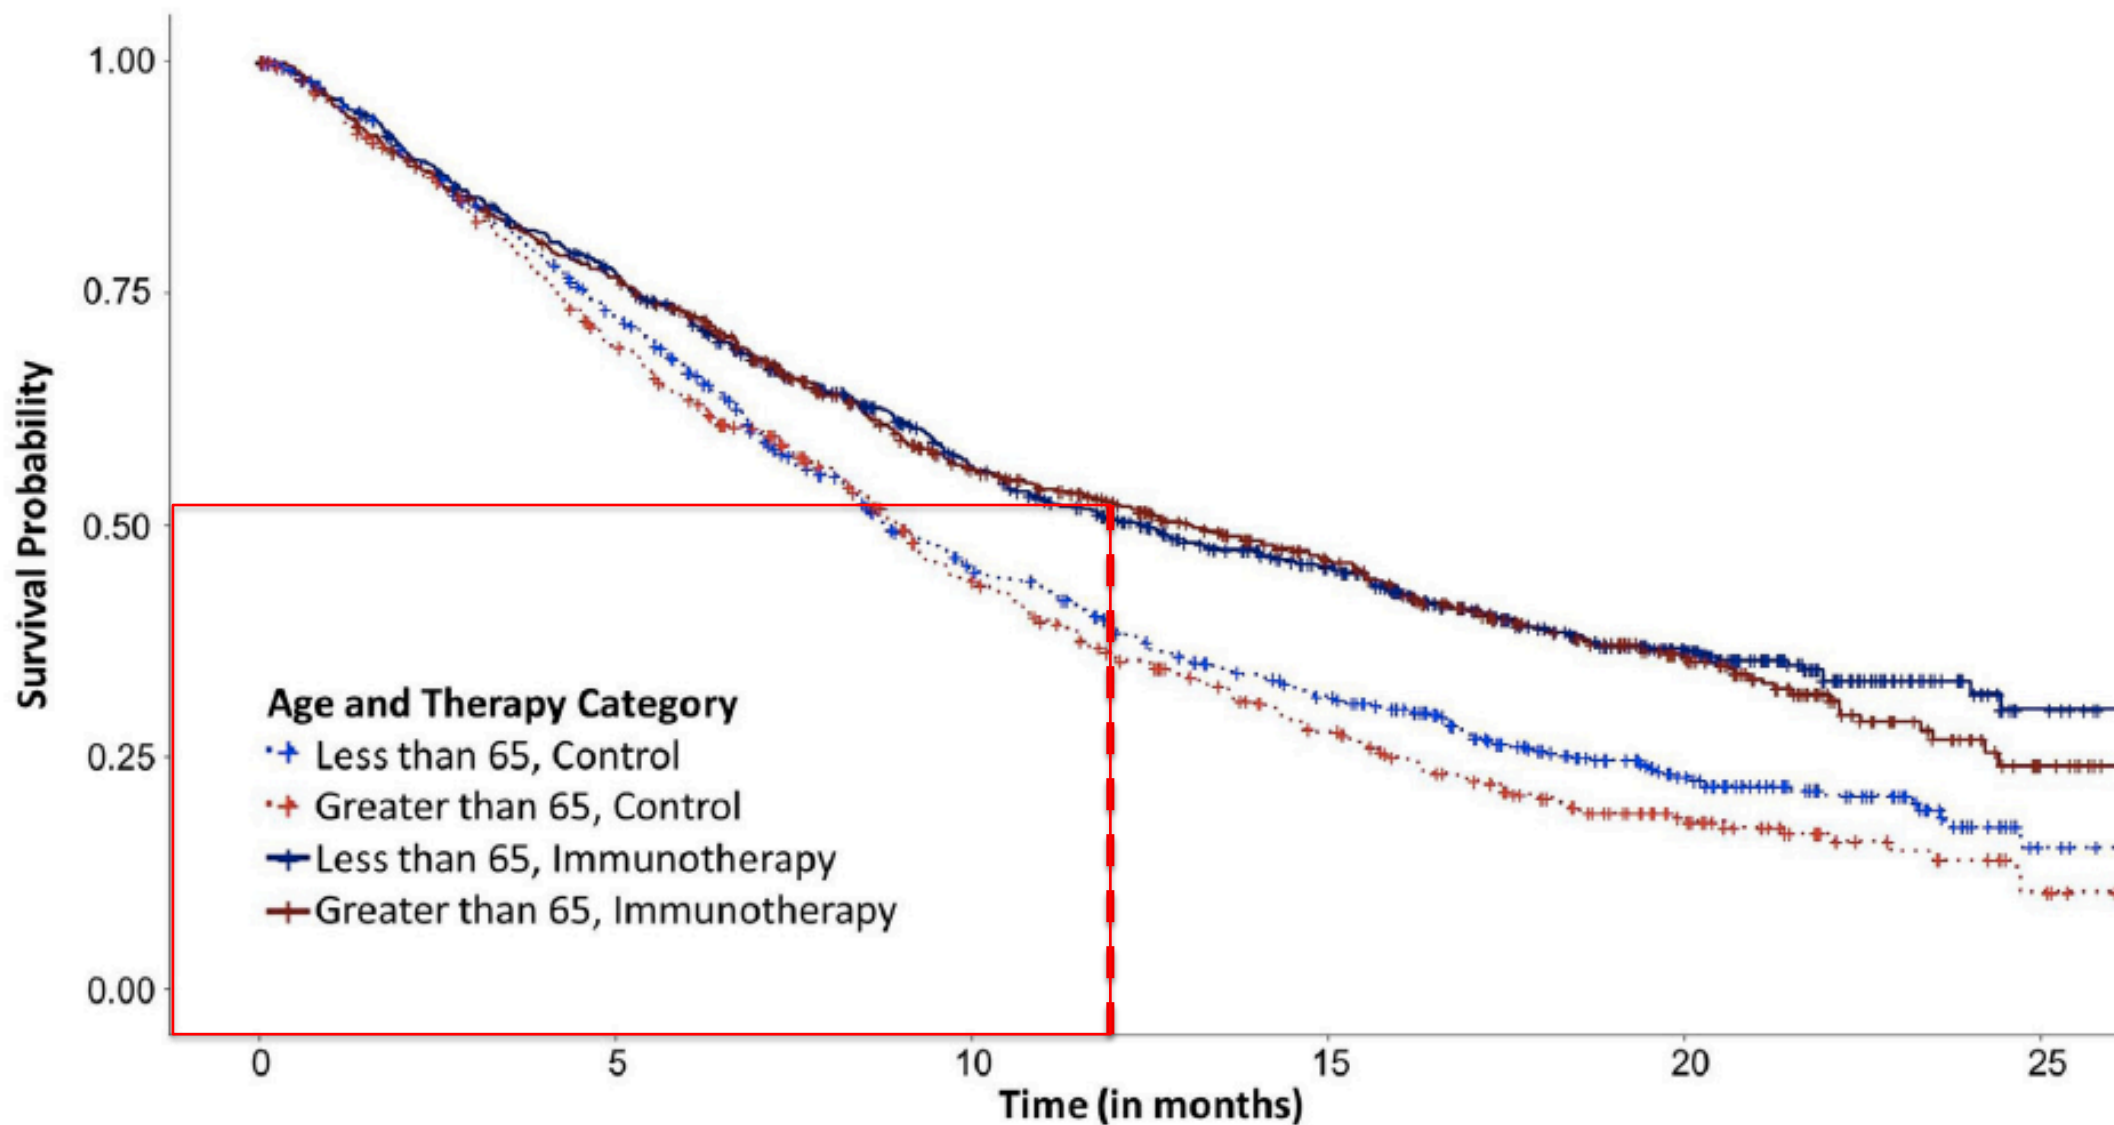 1.00
0.75
0.50
0.25
0.00
Survival Probability
Age and Therapy Category
Less than 65, Control
Greater than 65, Control
Less than 65, Immunotherapy
Greater than 65, Immunotherapy
0 5 10 15 20 25
Time (in months)